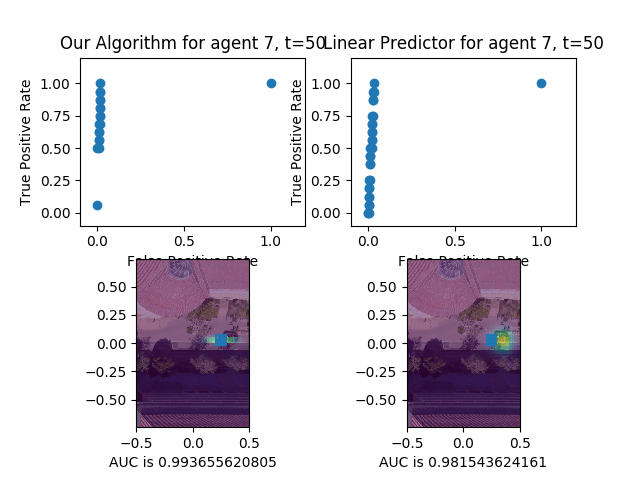 Our Algorithm for agent 7, t=50
Linear Predictor for agent 7, t=50
True Positive Rate
1.00
0.75
0.50
0.25
0.00
0.0 0.5 1.0
False Positive Rate
True Positive Rate
1.00
0.75
0.50
0.25
0.00
0.0 0.5 1.0
False Positive Rate
0.50
0.25
0.00
−0.25
−0.50
−0.5 0.0 0.5
AUC is 0.993655620805
0.50
0.25
0.00
−0.25
−0.50
−0.5 0.0 0.5
AUC is 0.981543624161